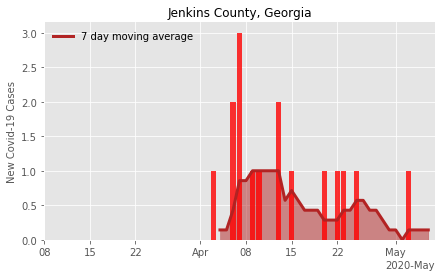 Jenkins County, Georgia
7 day moving average
New Covid-19 Cases
3.0
2.5
2.0
1.5
1.0
0.5
0.0
08 15 22 Apr 08 15 22 May
2020-May